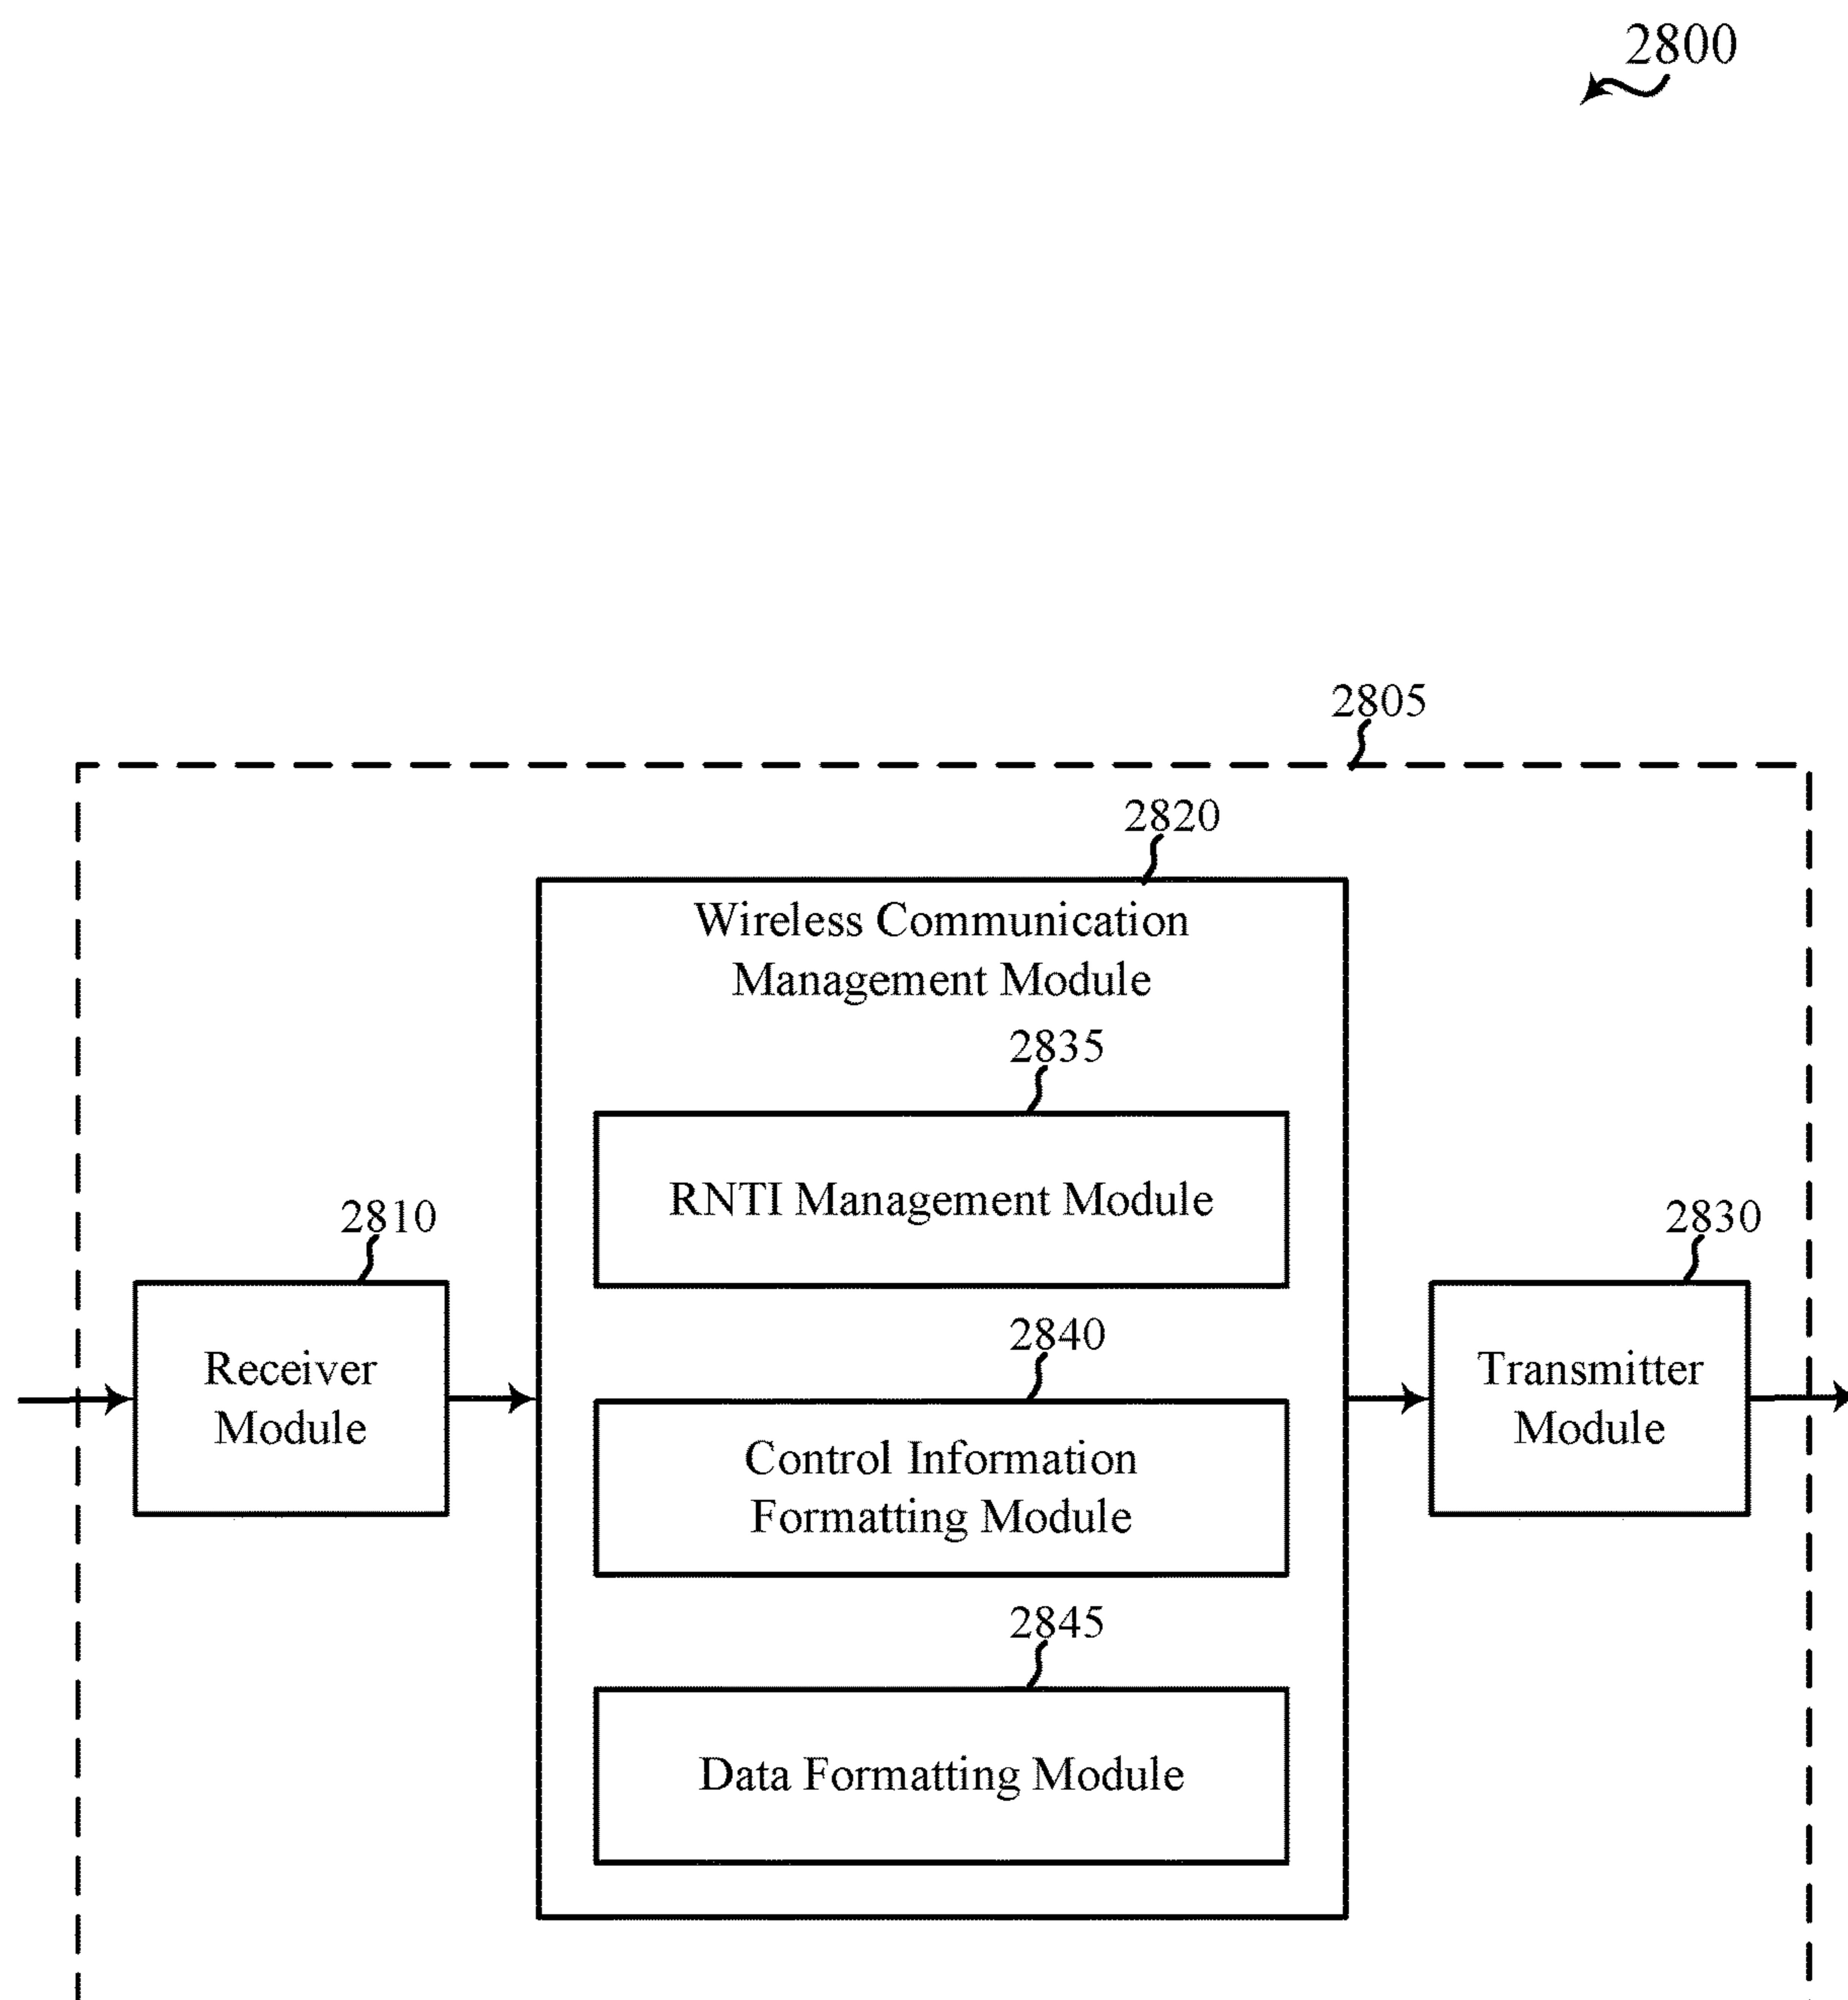 2800
2805
2820
Wireless Communication
Management Module
2835
RNTI Management Module
2810
Receiver
Module
2840
Control Information
Formatting Module
2830
Transmitter
Module
2845
Data Formatting Module